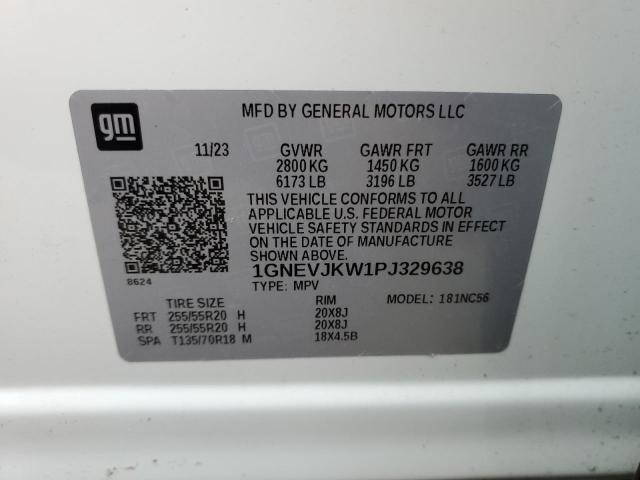 gm
MFD BY GENERAL MOTORS LLC
11/23 GVWR GAWR FRT GAWR RR
2800 KG 1450 KG 1600 KG
6173 LB 3196 LB 3527 LB
THIS VEHICLE CONFORMS TO ALL
APPLICABLE U.S. FEDERAL MOTOR
VEHICLE SAFETY STANDARDS IN EFFECT
ON THE DATE OF MANUFACTURE
SHOWN ABOVE.
1GNEVJKW1PJ329638
8624 TYPE: MPV MODEL: 181NC56
TIRE SIZE RIM
FRT 255/55R20 H 20X8J
RR 255/55R20 H 20X8J
SPA T135/70R18 M 18X4.5B